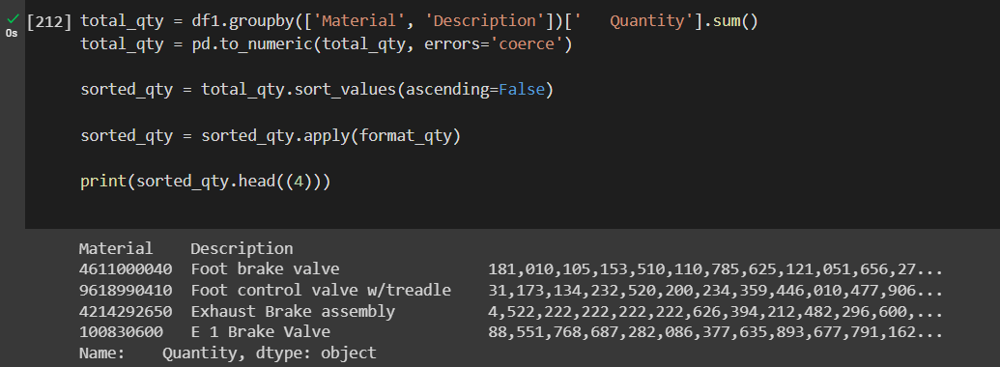 [212] total_qty = df1.groupby(['Material', 'Description'])['   Quantity'].sum()
0s
total_qty = pd.to_numeric(total_qty, errors='coerce')
sorted_qty = total_qty.sort_values(ascending=False)
sorted_qty = sorted_qty.apply(format_qty)
print(sorted_qty.head((4)))
Material    Description
4611000040  Foot brake valve                181,010,105,153,510,110,785,625,121,051,656,27...
9618990410  Foot control valve w/treadle    31,173,134,232,520,200,234,359,446,010,477,906...
4214292650  Exhaust Brake assembly          4,522,222,222,222,222,626,394,212,482,296,600,...
100830600   E 1 Brake Valve                 88,551,768,687,282,086,377,635,893,677,791,162...
Name:    Quantity, dtype: object